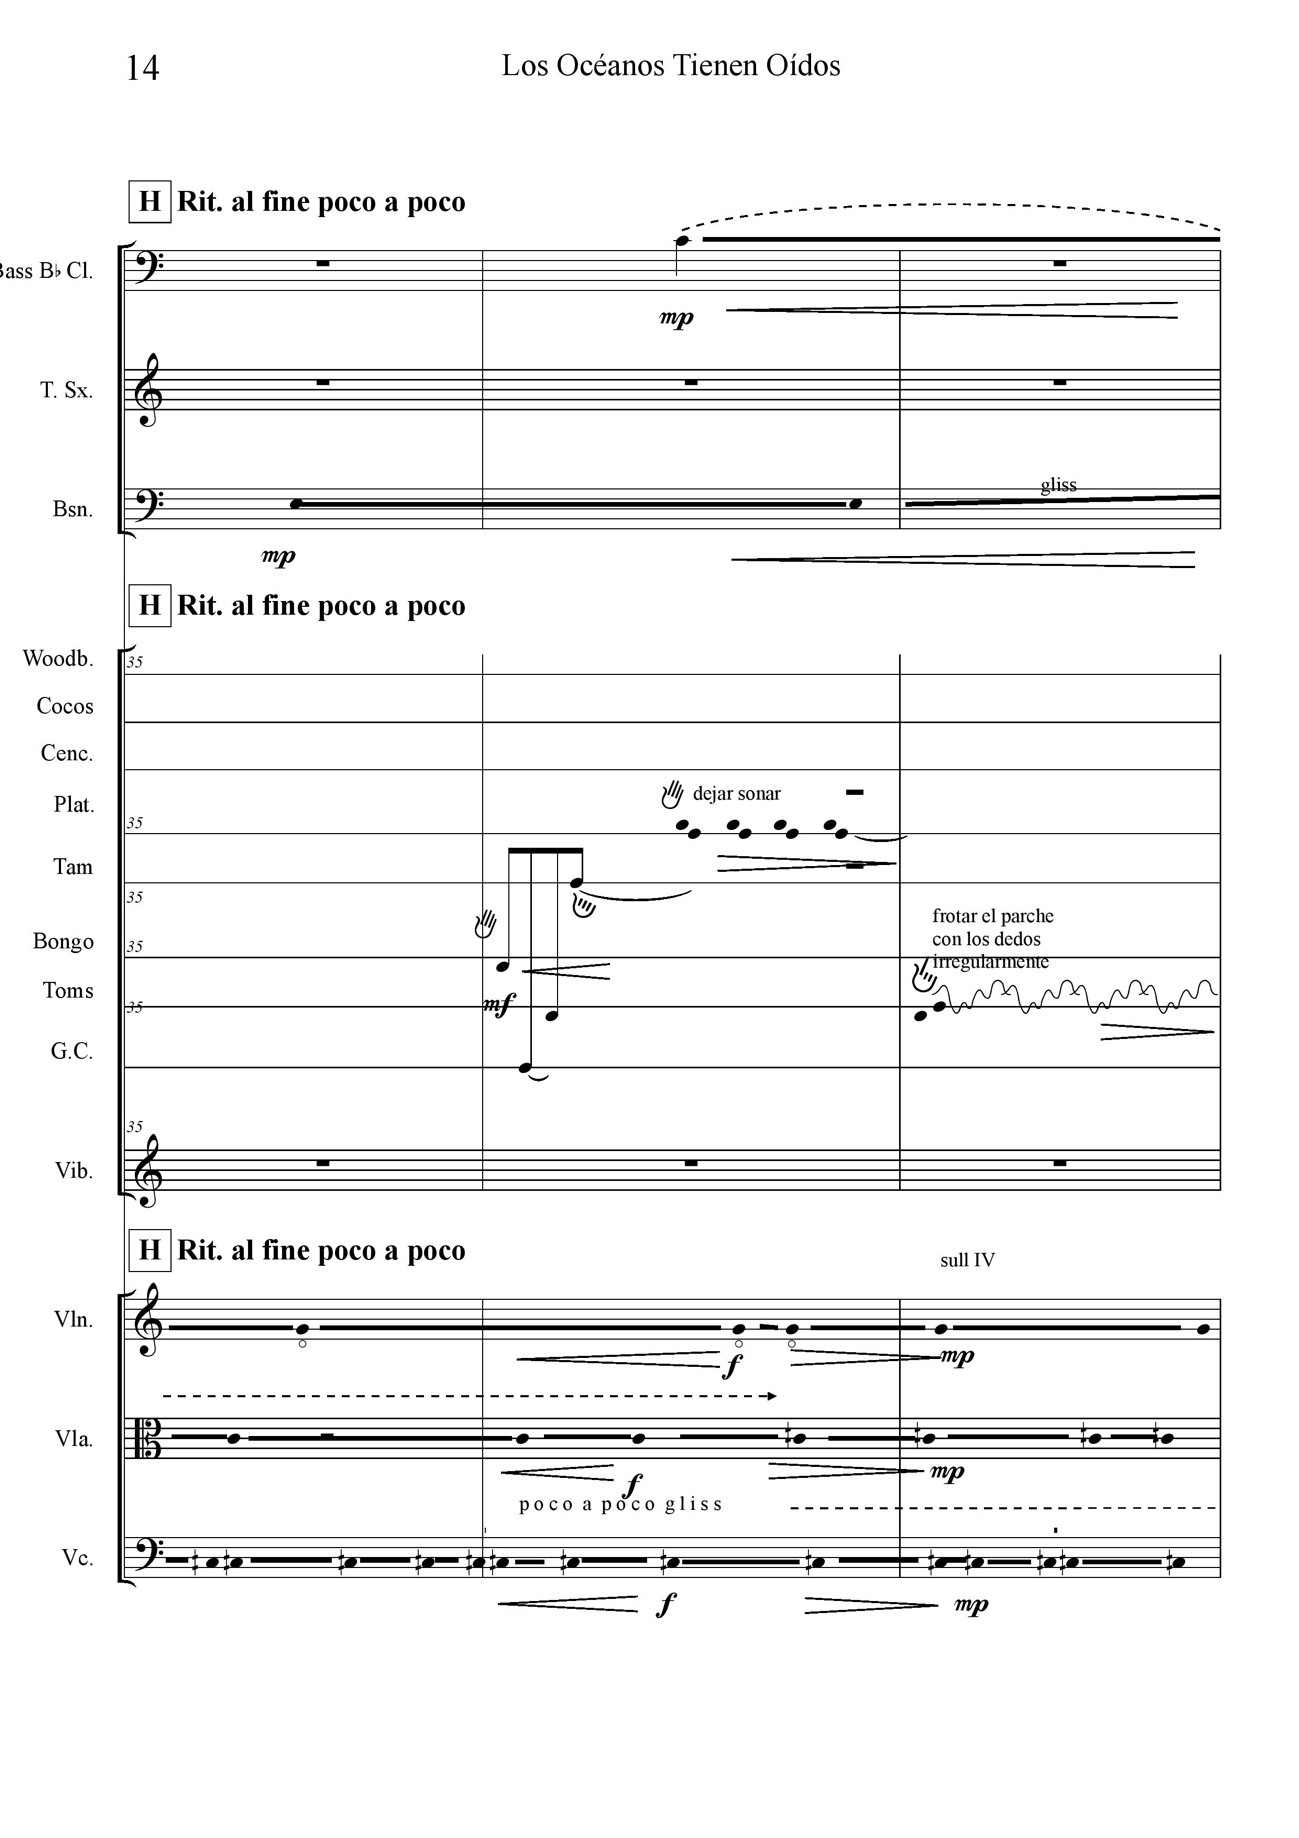 14
Los Océanos Tienen Oídos
H Rit. al fine poco a poco
Bass B♭ Cl.
mp
T. Sx.
gliss
Bsn.
mp
H Rit. al fine poco a poco
Woodb.
35
Cocos
Cenc.
Plat.
dejar sonar
35
Tam
35
frotar el parche
con los dedos
irregularmente
Bongo
35
Toms
mf
35
G.C.
35
Vib.
H Rit. al fine poco a poco
sull IV
Vln.
f
mp
Vla.
f
mp
poco a poco gliss
Vc.
f
mp